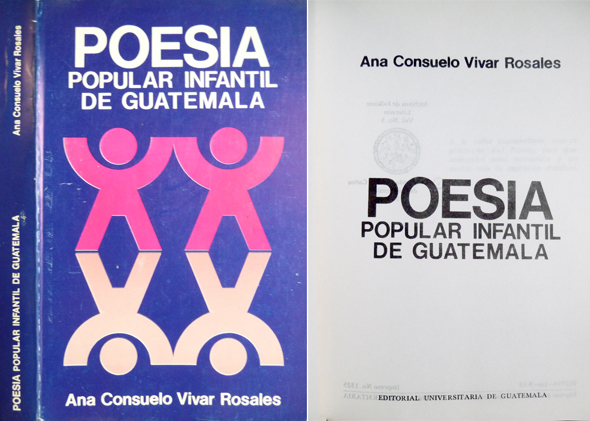 Ana Consuelo Vivar Rosales
POESIA POPULAR INFANTIL DE GUATEMALA
POESIA
POPULAR INFANTIL
DE GUATEMALA
Ana Consuelo Vivar Rosales
Ana Consuelo Vivar Rosales
POESIA
POPULAR INFANTIL
DE GUATEMALA
EDITORIAL UNIVERSITARIA DE GUATEMALA